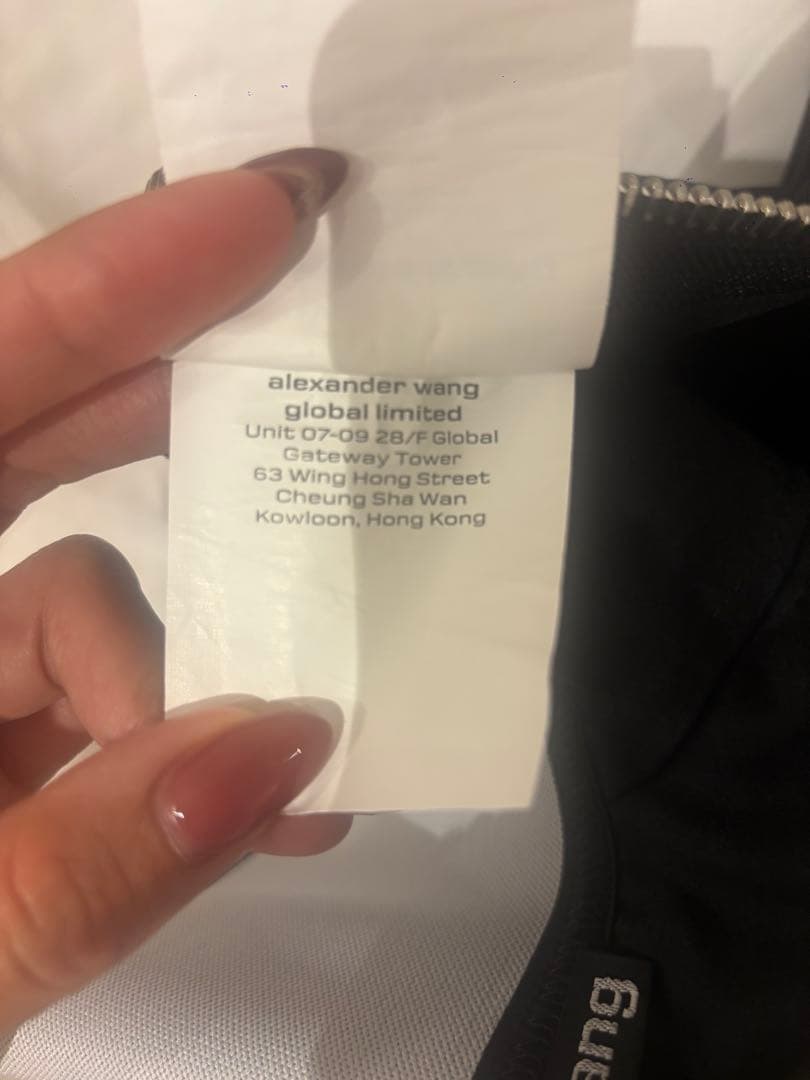 alexander wang
global limited
Unit 07-09 28/F Global
Gateway Tower
63 Wing Hong Street
Cheung Sha Wan
Kowloon, Hong Kong
ang